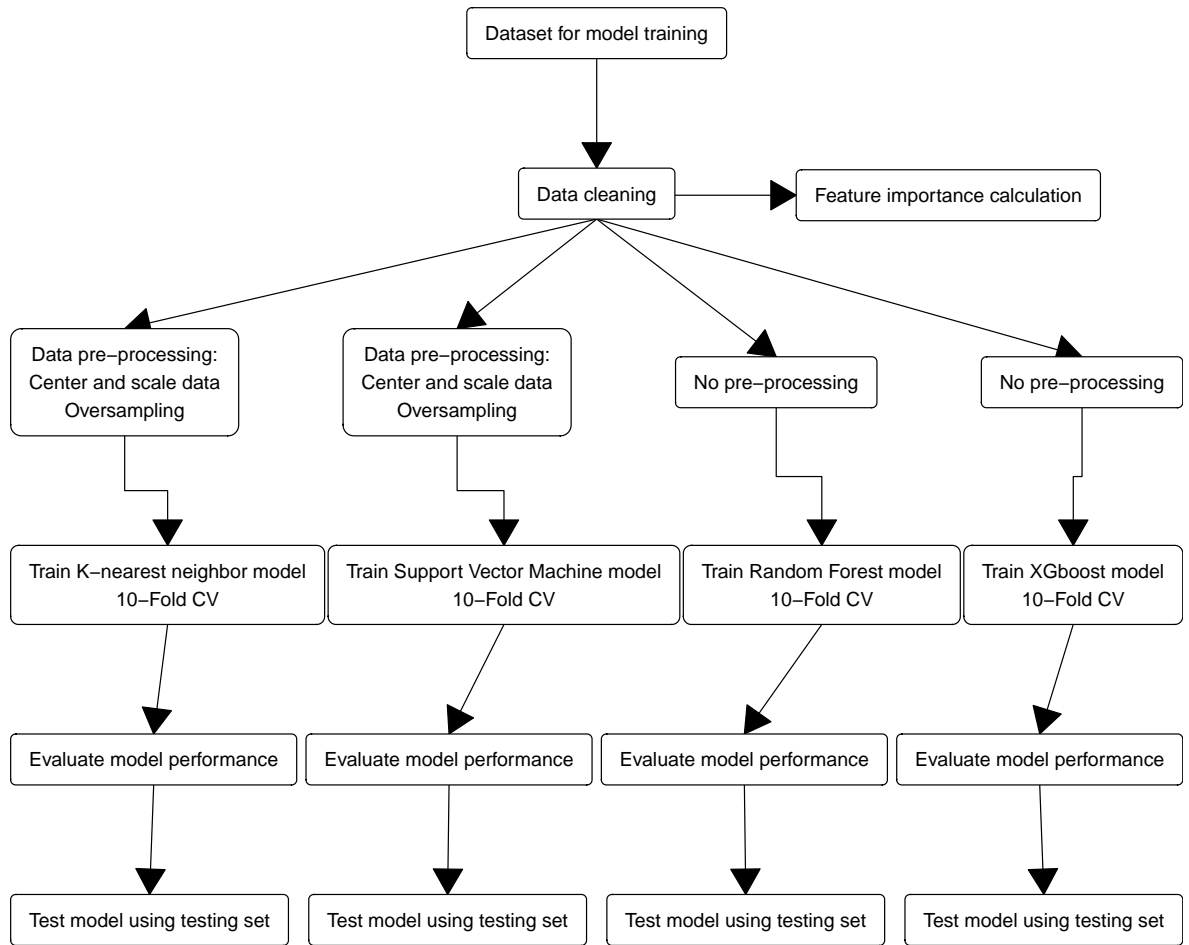 Dataset for model training
Data cleaning
Feature importance calculation
Data pre−processing:
Center and scale data
Oversampling
Data pre−processing:
Center and scale data
Oversampling
No pre−processing
No pre−processing
Train K−nearest neighbor model
10−Fold CV
Train Support Vector Machine model
10−Fold CV
Train Random Forest model
10−Fold CV
Train XGboost model
10−Fold CV
Evaluate model performance
Evaluate model performance
Evaluate model performance
Evaluate model performance
Test model using testing set
Test model using testing set
Test model using testing set
Test model using testing set